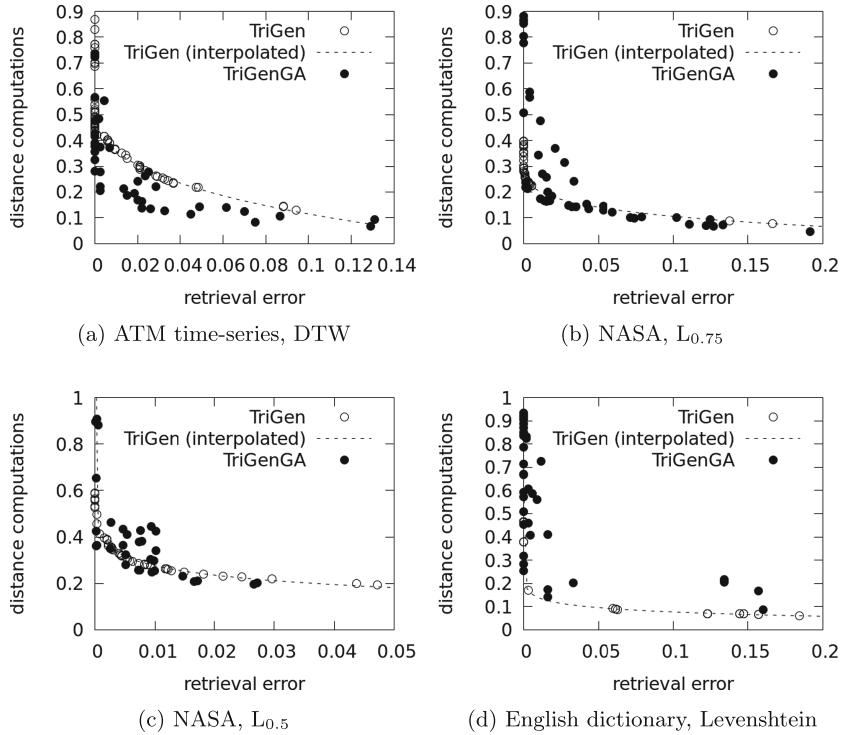 0.9
0.8
0.7
0.6
0.5
0.4
0.3
0.2
0.1
0
distance computations
TriGen
TriGen (interpolated)
TriGenGA
0 0.02 0.04 0.06 0.08 0.1 0.12 0.14
retrieval error
(a) ATM time-series, DTW
0.9
0.8
0.7
0.6
0.5
0.4
0.3
0.2
0.1
0
distance computations
TriGen
TriGen (interpolated)
TriGenGA
0 0.05 0.1 0.15 0.2
retrieval error
(b) NASA, L0.75
1
0.8
0.6
0.4
0.2
0
distance computations
TriGen
TriGen (interpolated)
TriGenGA
0 0.01 0.02 0.03 0.04 0.05
retrieval error
(c) NASA, L0.5
1
0.9
0.8
0.7
0.6
0.5
0.4
0.3
0.2
0.1
0
distance computations
TriGen
TriGen (interpolated)
TriGenGA
0 0.05 0.1 0.15 0.2
retrieval error
(d) English dictionary, Levenshtein